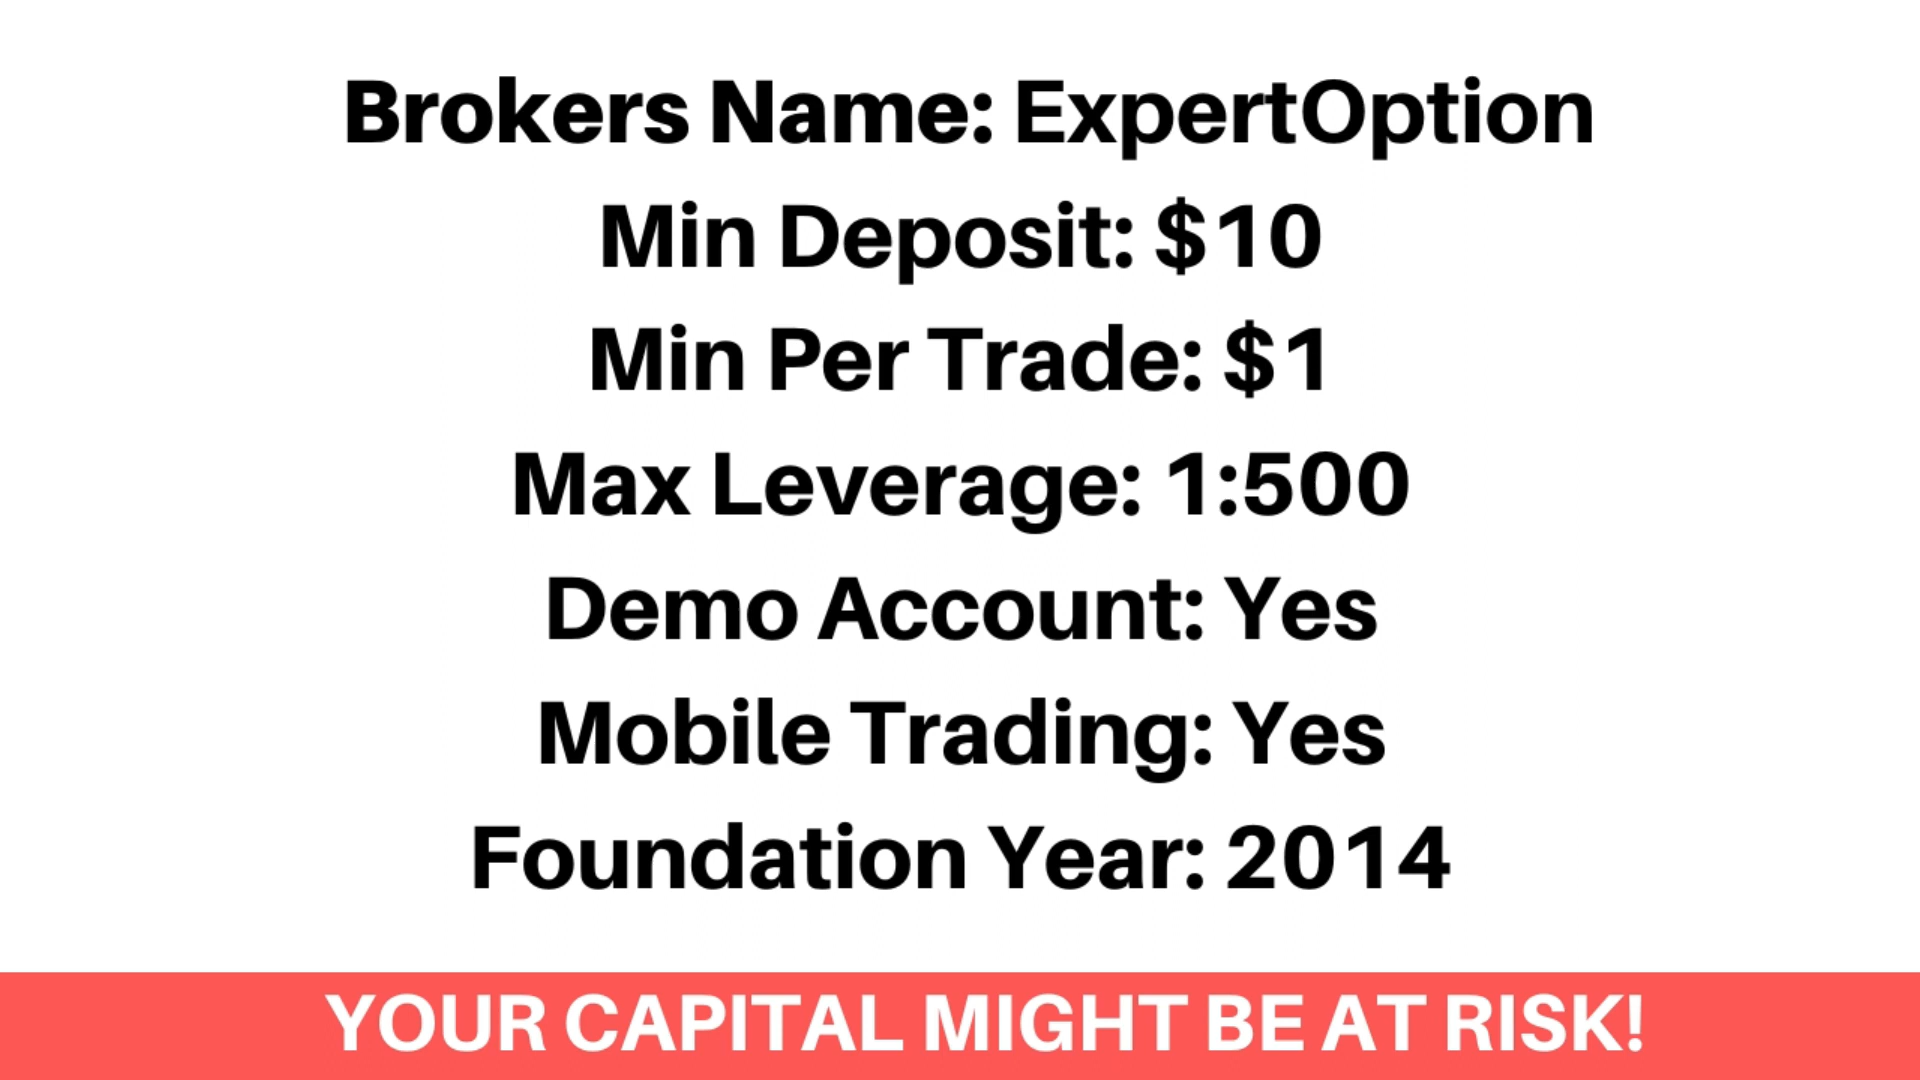 Brokers Name: ExpertOption
Min Deposit: $10
Min Per Trade: $1
Max Leverage: 1:500
Demo Account: Yes
Mobile Trading: Yes
Foundation Year: 2014
YOUR CAPITAL MIGHT BE AT RISK!